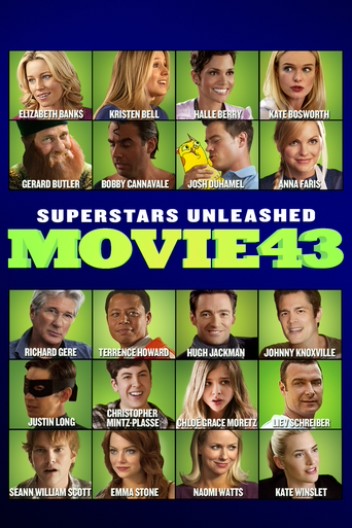 ELIZABETH BANKS
KRISTEN BELL
HALLE BERRY
KATE BOSWORTH
GERARD BUTLER
BOBBY CANNAVALE
JOSH DUHAMEL
ANNA FARIS
SUPERSTARS UNLEASHED
MOVIE43
RICHARD GERE
TERRENCE HOWARD
HUGH JACKMAN
JOHNNY KNOXVILLE
JUSTIN LONG
CHRISTOPHER
MINTZ-PLASSE
CHLOE GRACE MORETZ
LIEV SCHREIBER
SEANN WILLIAM SCOTT
EMMA STONE
NAOMI WATTS
KATE WINSLET